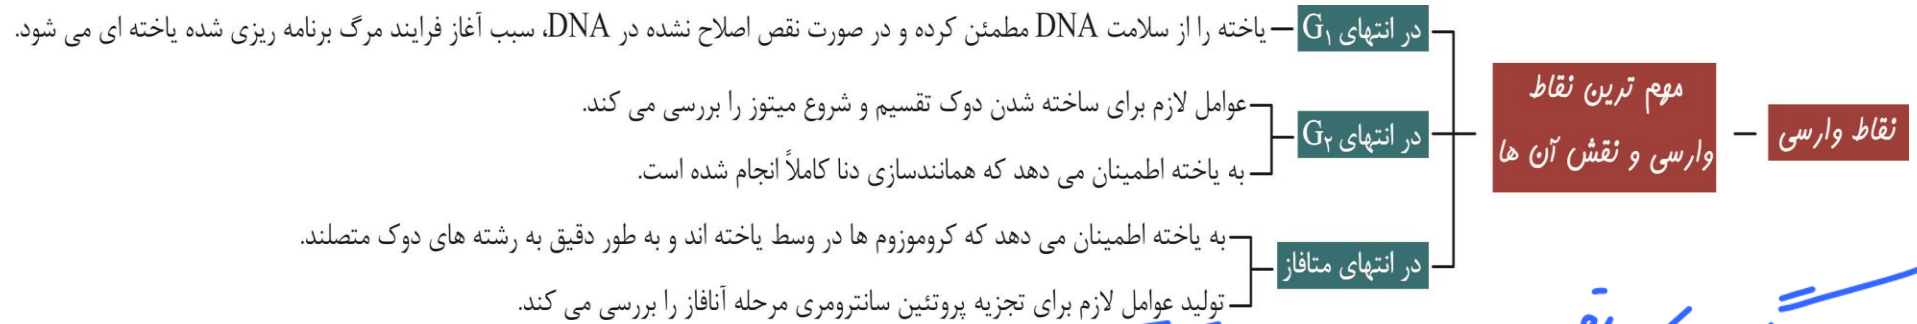 نقاط وارسی
مهم ترین نقاط
وارسی و نقش آن ها
در انتهای G۱
یاخته را از سلامت DNA مطمئن کرده و در صورت نقص اصلاح نشده در DNA، سبب آغاز فرایند مرگ برنامه ریزی شده یاخته ای می شود.
در انتهای G۲
عوامل لازم برای ساخته شدن دوک تقسیم و شروع میتوز را بررسی می کند.
به یاخته اطمینان می دهد که همانندسازی دنا کاملاً انجام شده است.
در انتهای متافاز
به یاخته اطمینان می دهد که کروموزوم ها در وسط یاخته اند و به طور دقیق به رشته های دوک متصلند.
تولید عوامل لازم برای تجزیه پروتئین سانترومری مرحله آنافاز را بررسی می کند.